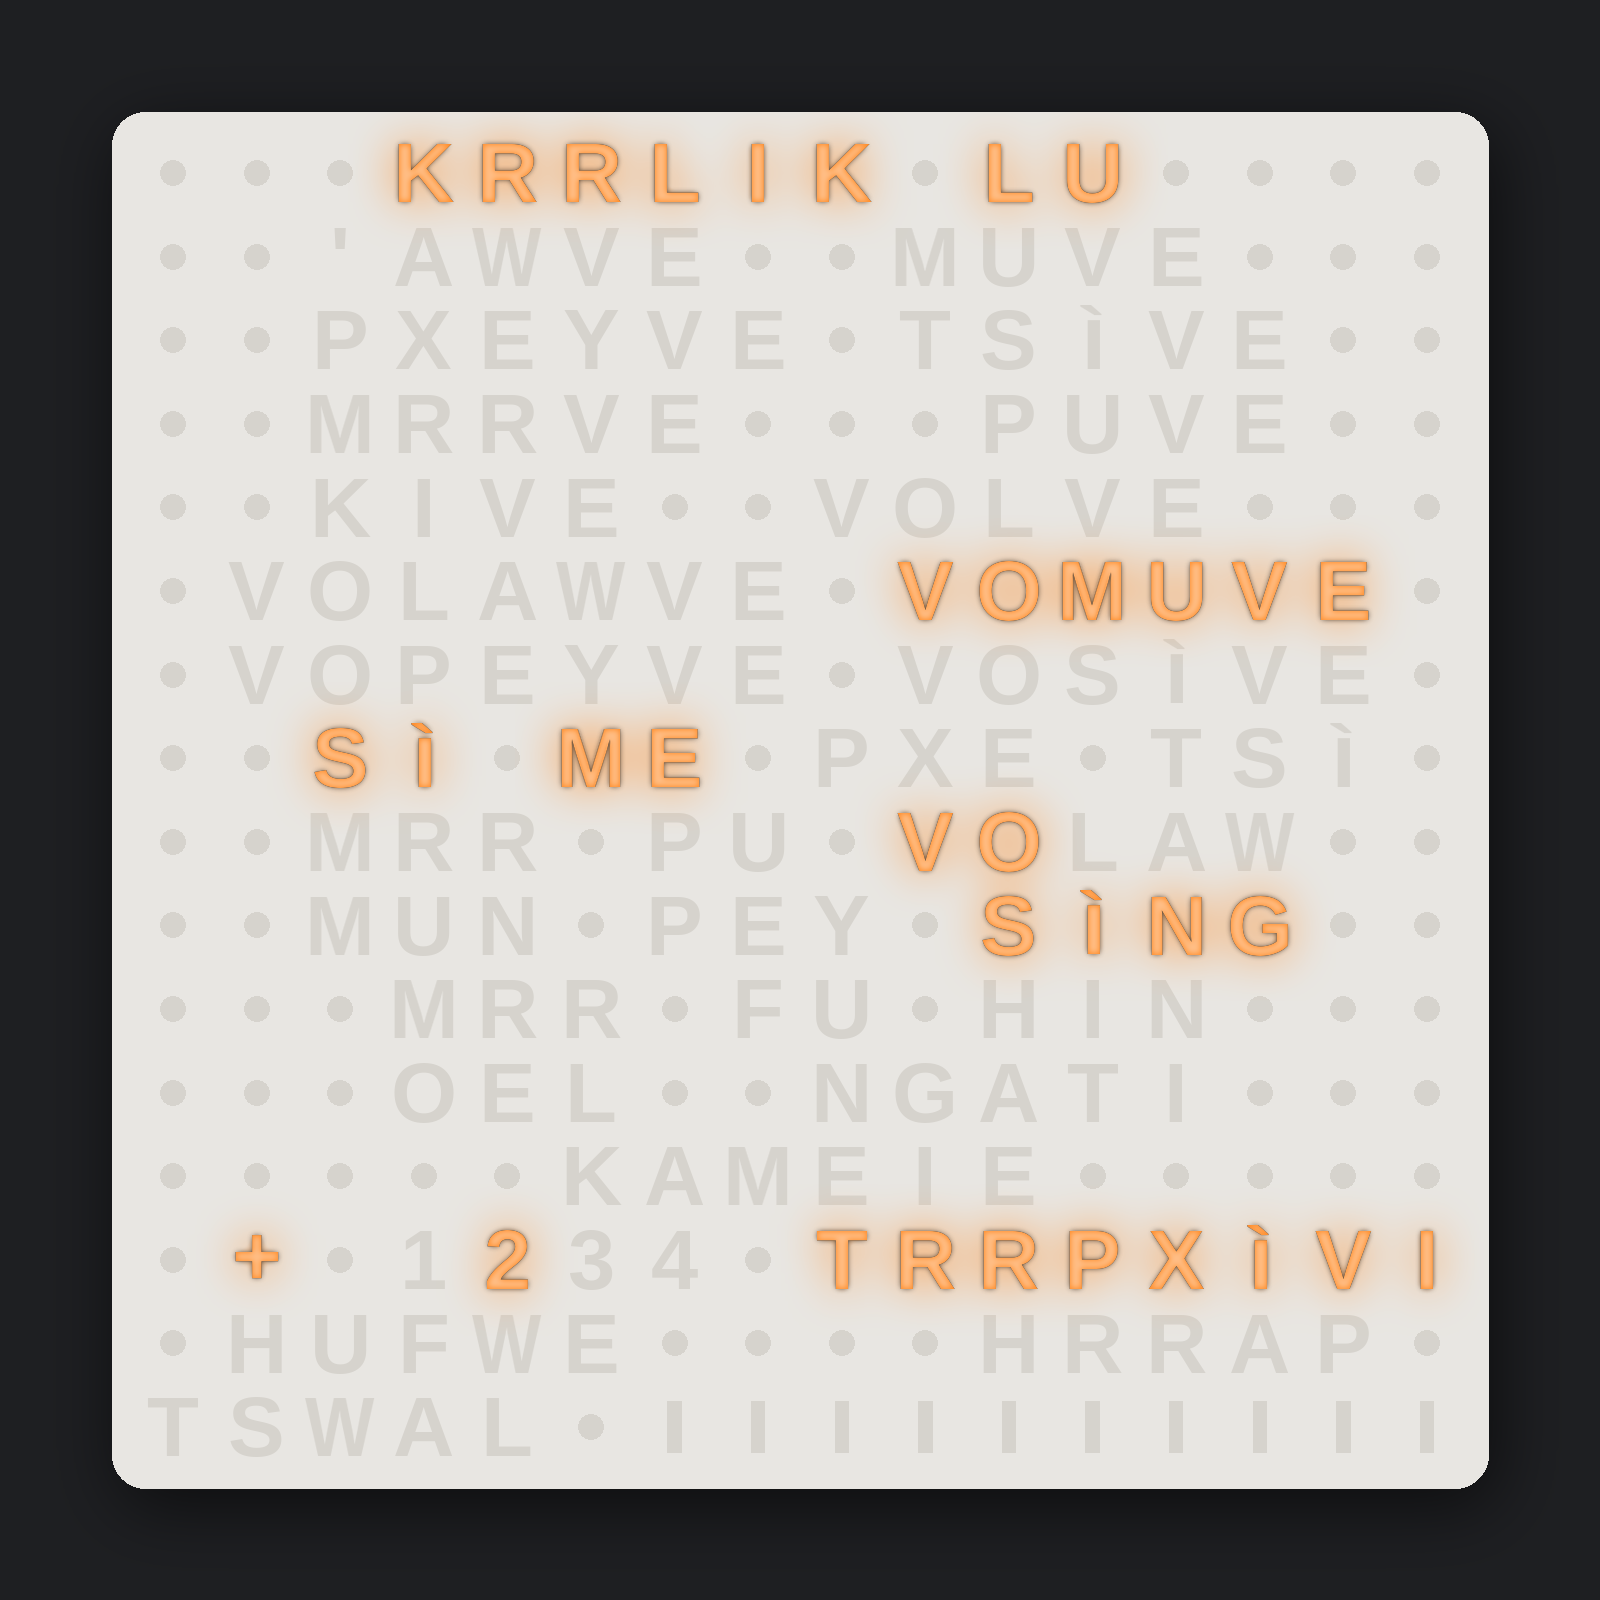 • • • KRRLIK • LU • • • •
• • 'AWVE • • MUVE • • •
• • PXEYVE • TSÌVE • •
• • MRRVE • • • PUVE • •
• • KIVE • • VOLVE • • •
• VOLAWVE • VOMUVE •
• VOPEYVE • VOSÌVE •
• • SÌ • ME • PXE • TSÌ •
• • MRR • PU • VOLAW • •
• • MUN • PEY • SÌNG • •
• • • MRR • FU • HIN • • •
• • • OEL • • NGATI • • •
• • • • • KAMEIE • • • • •
• + • 1234 • TRRPXÌVI
• HUFWE • • • • HRRAP •
TSWAL • IIIIIIIIII